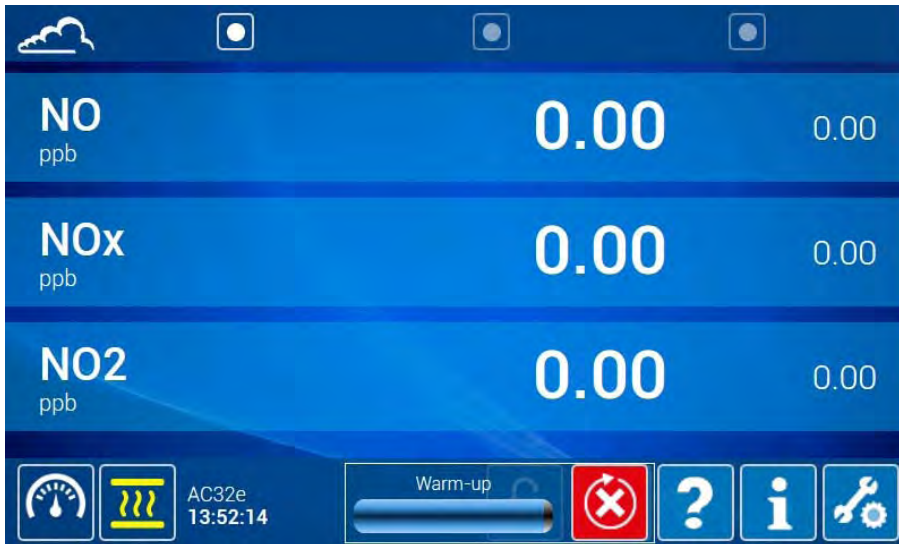 NO 0.00 0.00
ppb
NOx 0.00 0.00
ppb
NO2 0.00 0.00
ppb
AC32e Warm-up
13:52:14
?
i